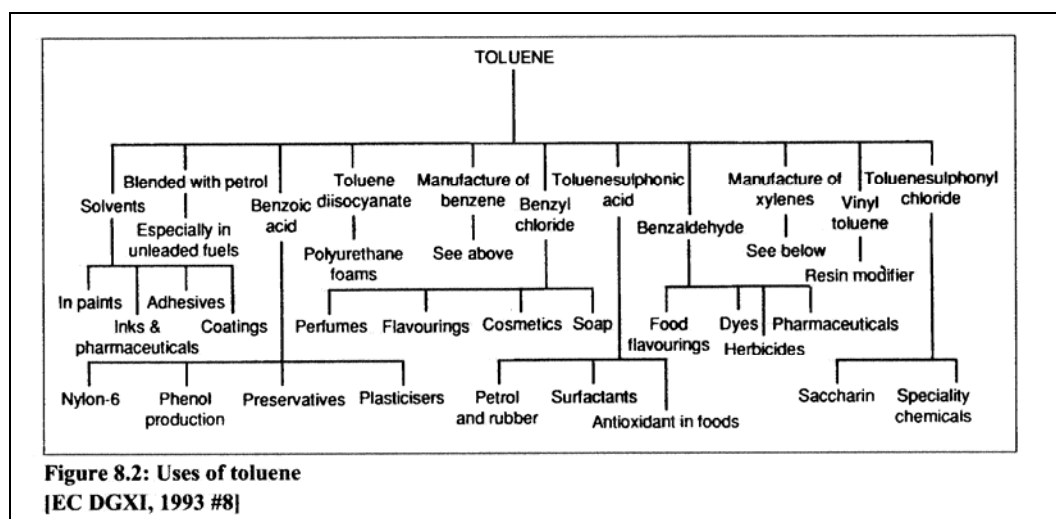 TOLUENE
Blended with petrol
Solvents
Especially in
unleaded fuels
In paints
Adhesives
Inks &
pharmaceuticals
Coatings
Benzoic
acid
Nylon-6
Phenol
production
Preservatives
Plasticisers
Toluene
diisocyanate
Polyurethane
foams
Manufacture of
benzene
See above
Benzyl
chloride
Perfumes
Flavourings
Cosmetics
Soap
Toluenesulphonic
acid
Petrol
and rubber
Surfactants
Antioxidant in foods
Benzaldehyde
Food
flavourings
Dyes
Herbicides
Pharmaceuticals
Manufacture of
xylenes
See below
Vinyl
toluene
Resin modifier
Toluenesulphonyl
chloride
Saccharin
Speciality
chemicals
Figure 8.2: Uses of toluene
[EC DGXI, 1993 #8]